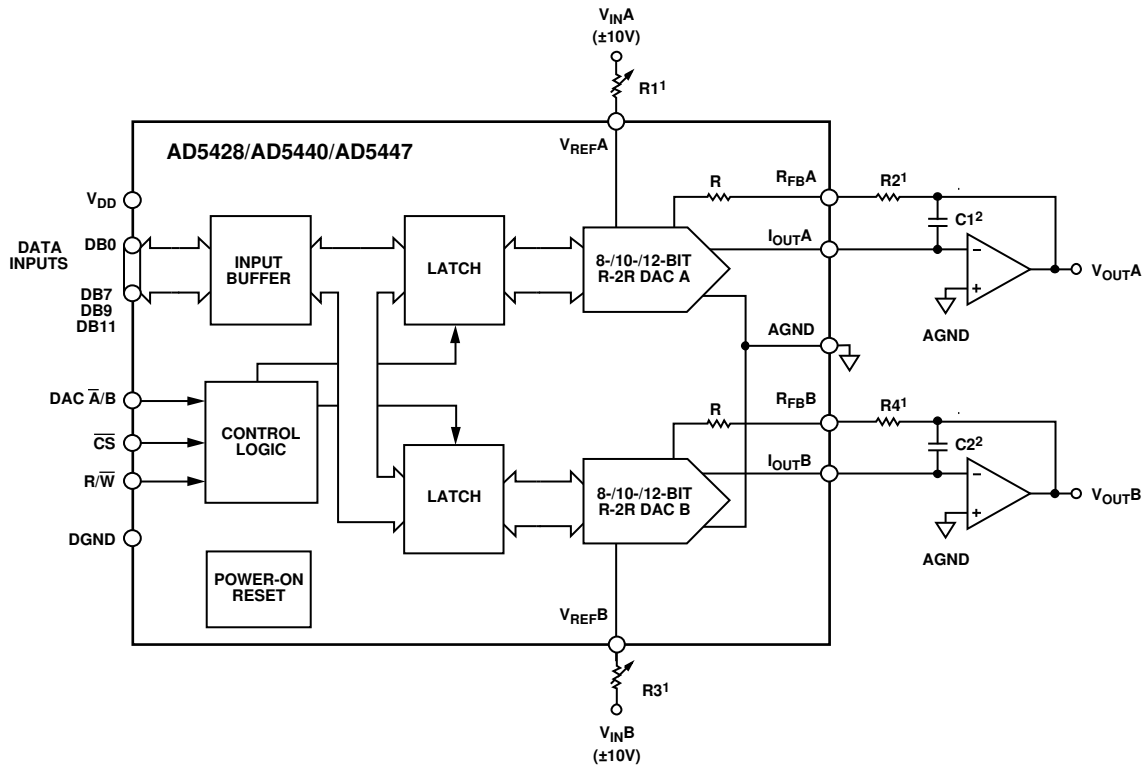 VINA
(±10V)
R1¹
VREFA
AD5428/AD5440/AD5447
R
RFBA
R2¹
VDD
C1²
DATA
INPUTS
DB0
INPUT
BUFFER
LATCH
8-/10-/12-BIT
R-2R DAC A
IOUTA
−
+
VOUTA
DB7
DB9
DB11
AGND
AGND
DAC A̅/B
CONTROL
LOGIC
R
RFBB
R4¹
C̅S̅
C2²
R/W̅
LATCH
8-/10-/12-BIT
R-2R DAC B
IOUTB
−
+
VOUTB
DGND
AGND
POWER-ON
RESET
VREFB
R3¹
VINB
(±10V)